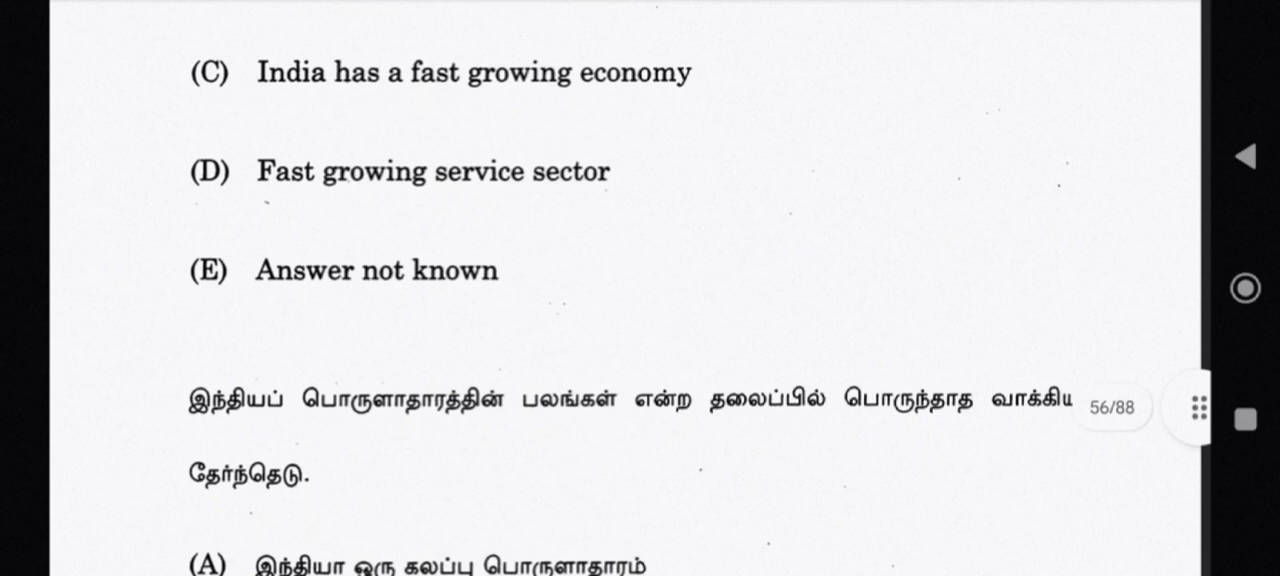 (C) India has a fast growing economy
(D) Fast growing service sector
(E) Answer not known
இந்தியப் பொருளாதாரத்தின் பலங்கள் என்ற தலைப்பில் பொருந்தாத
56/88
தேர்ந்தெடு.
(A) இந்தியா ஒரு கலப்பு பொருளாதாரம்